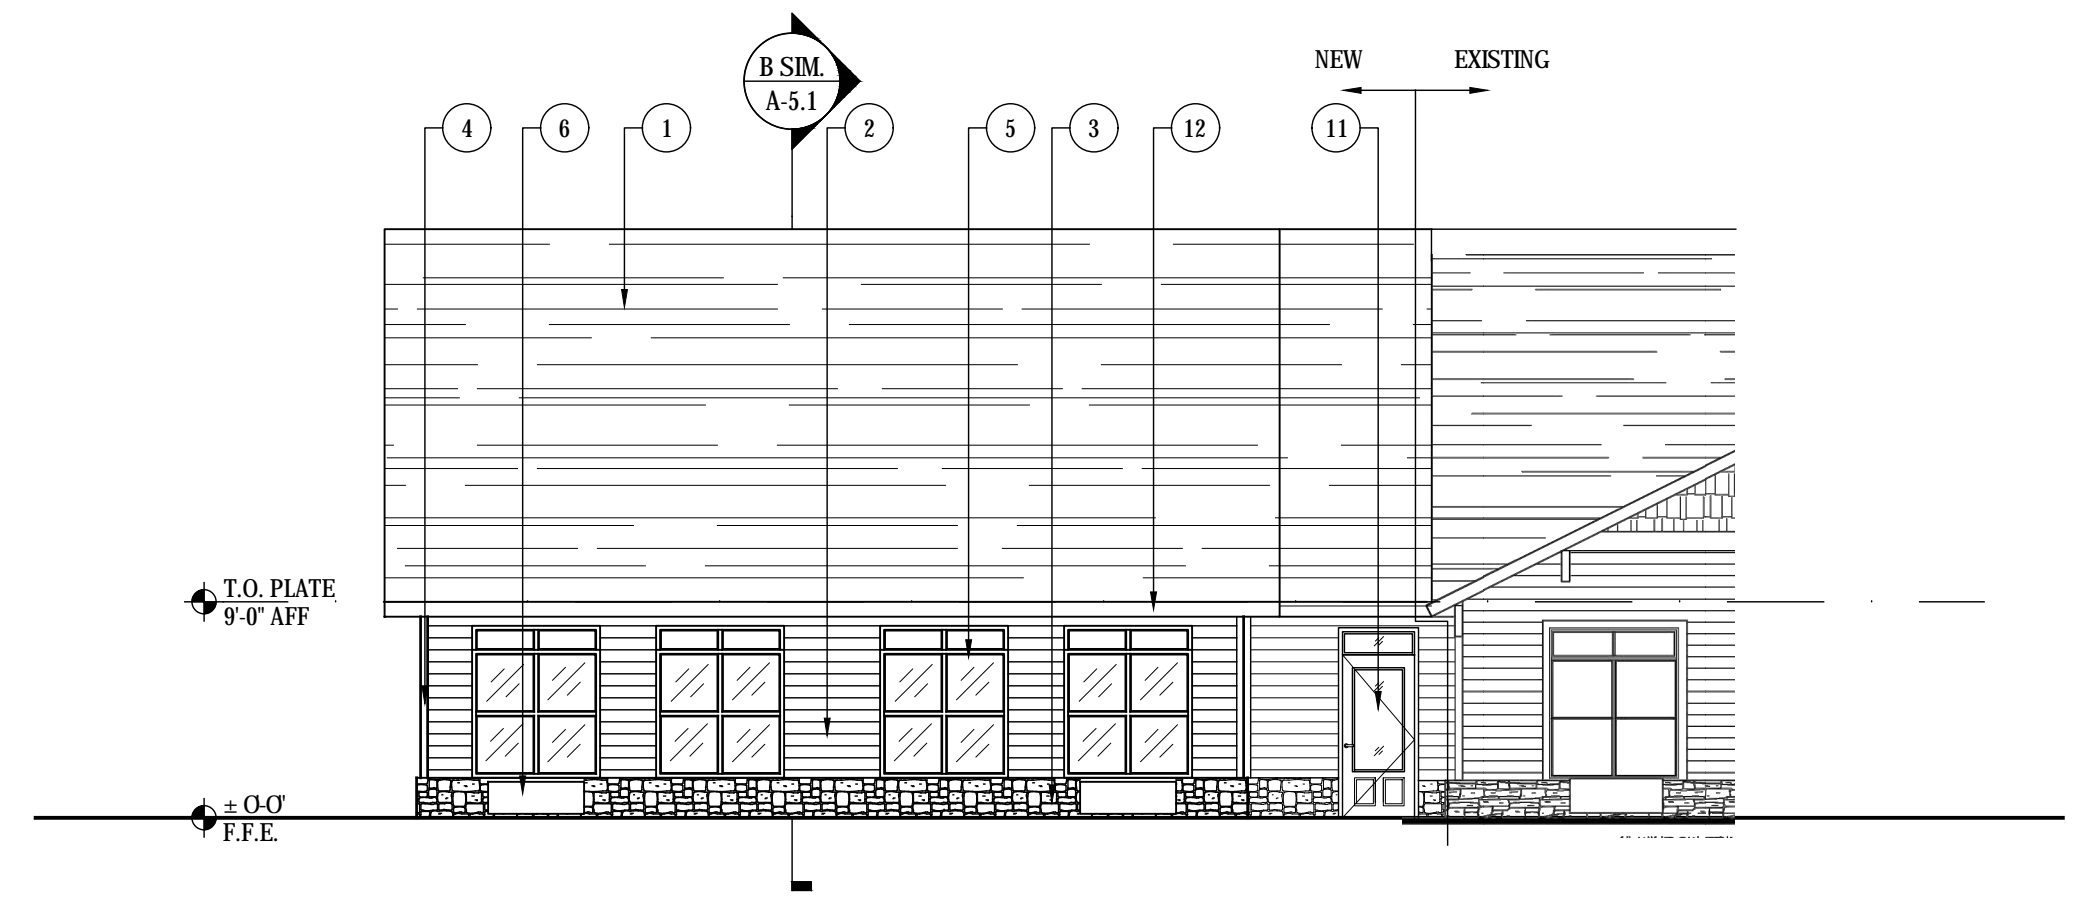 B SIM.
A-5.1
NEW EXISTING
4 6 1 2 5 3 12 11
T.O. PLATE
9'-0" AFF
± 0'-0"
F.F.E.